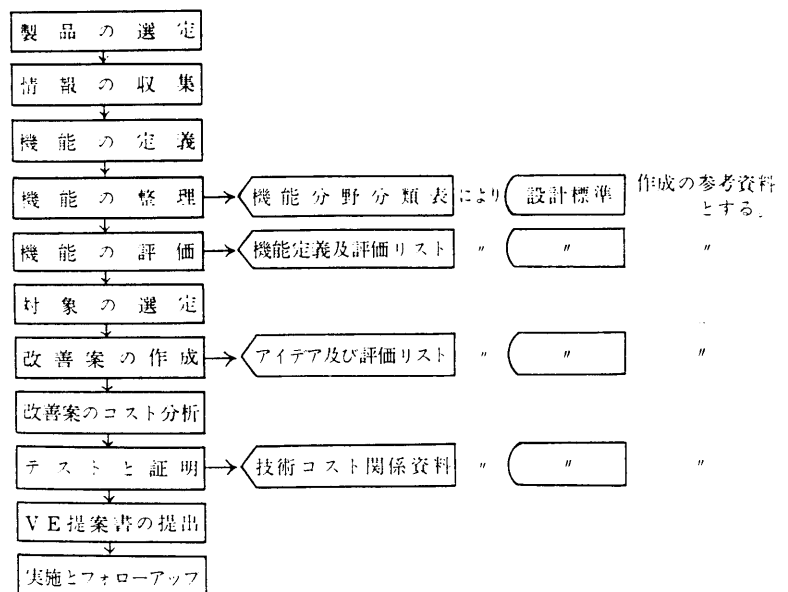 製品の選定
情報の収集
機能の定義
機能の整理 機能分野分類表 により 設計標準 作成の参考資料
とする。
機能の評価 機能定義及評価リスト 〃 〃 〃
対象の選定
改善案の作成 アイデア及び評価リスト 〃 〃 〃
改善案のコスト分析
テストと証明 技術コスト関係資料 〃 〃 〃
VE提案書の提出
実施とフォローアップ